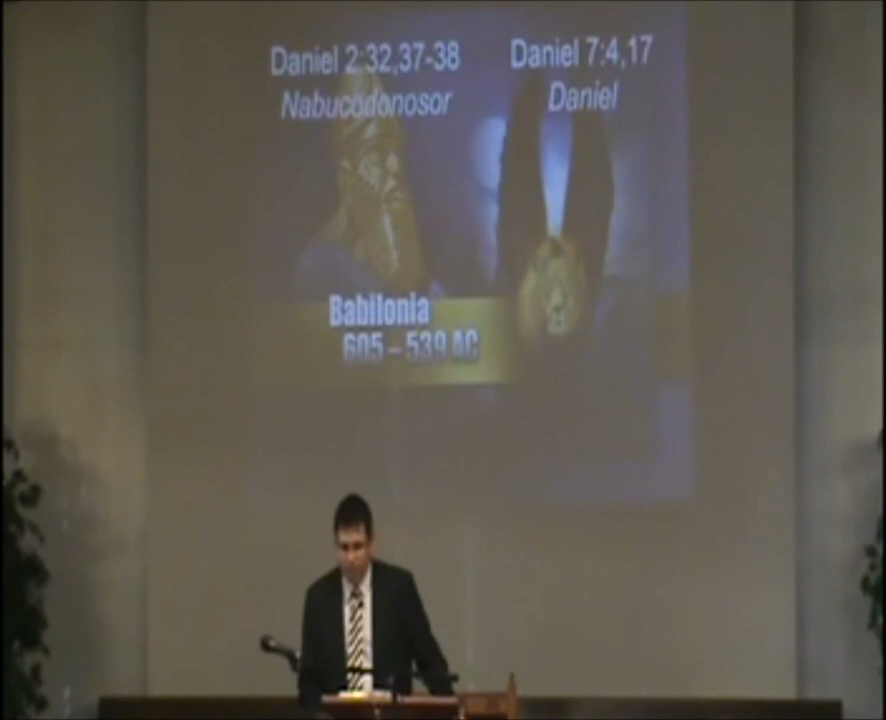 Daniel 2:32,37-38
Nabucodonosor
Daniel 7:4,17
Daniel
Babilonia
605 – 539 AC